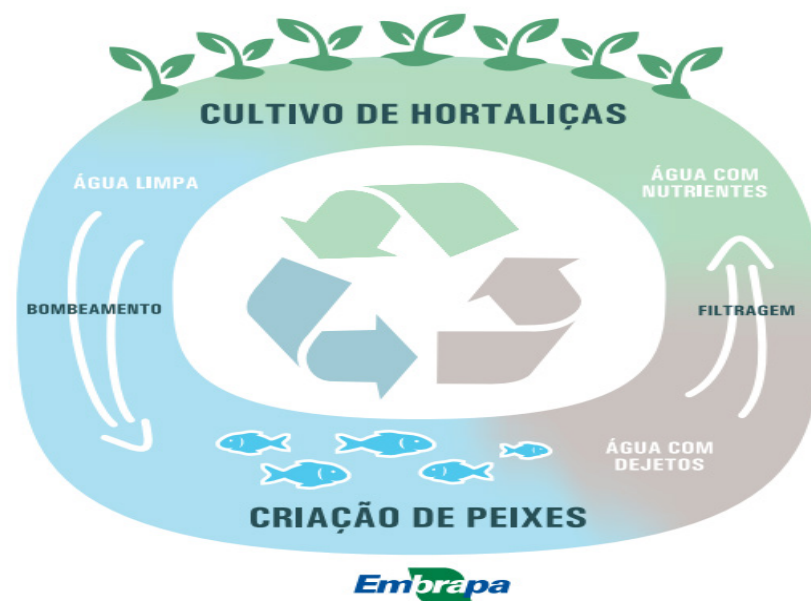 CULTIVO DE HORTALIÇAS
ÁGUA LIMPA
ÁGUA COM
NUTRIENTES
BOMBEAMENTO
FILTRAGEM
ÁGUA COM
DEJETOS
CRIAÇÃO DE PEIXES
Embrapa